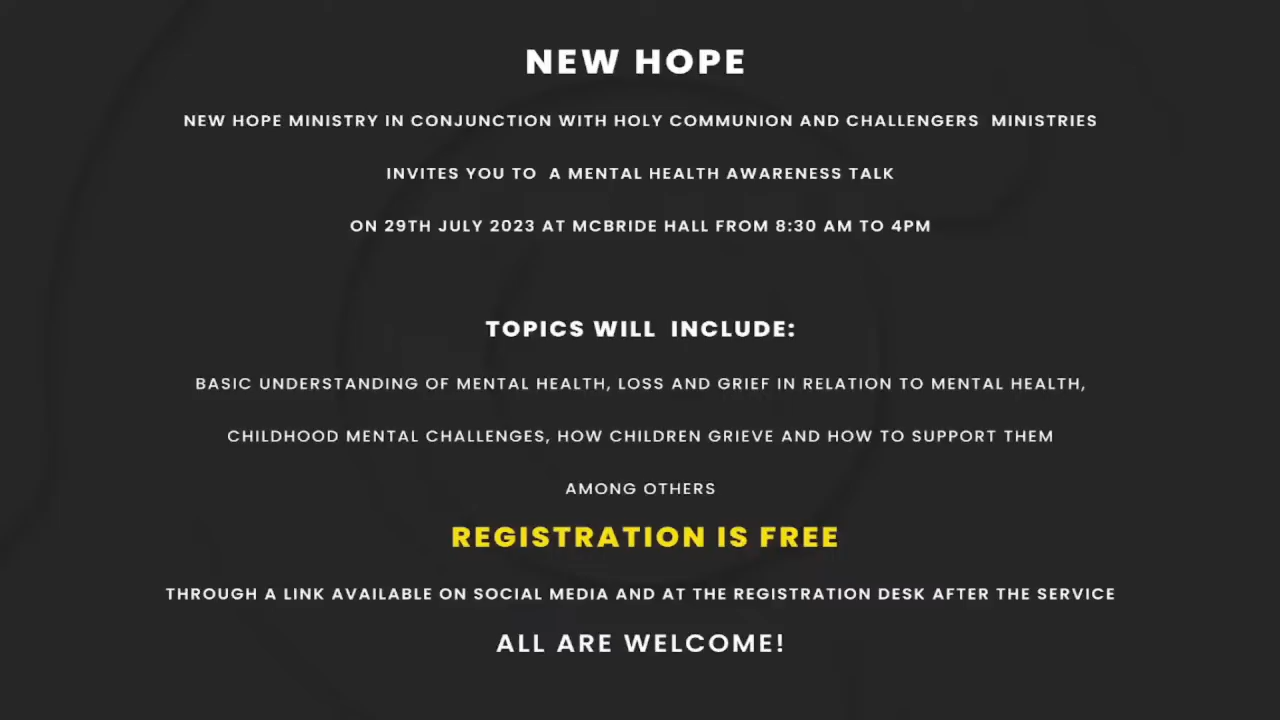 NEW HOPE
NEW HOPE MINISTRY IN CONJUNCTION WITH HOLY COMMUNION AND CHALLENGERS MINISTRIES
INVITES YOU TO A MENTAL HEALTH AWARENESS TALK
ON 29TH JULY 2023 AT MCBRIDE HALL FROM 8:30 AM TO 4PM
TOPICS WILL INCLUDE:
BASIC UNDERSTANDING OF MENTAL HEALTH, LOSS AND GRIEF IN RELATION TO MENTAL HEALTH,
CHILDHOOD MENTAL CHALLENGES, HOW CHILDREN GRIEVE AND HOW TO SUPPORT THEM
AMONG OTHERS
REGISTRATION IS FREE
THROUGH A LINK AVAILABLE ON SOCIAL MEDIA AND AT THE REGISTRATION DESK AFTER THE SERVICE
ALL ARE WELCOME!